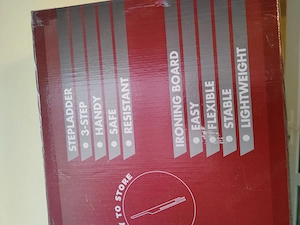 STEPLADDER
• 3-STEP
• HANDY
• SAFE
• RESISTANT
IRONING BOARD
• EASY
• FLEXIBLE
• STABLE
• LIGHTWEIGHT
TO STORE